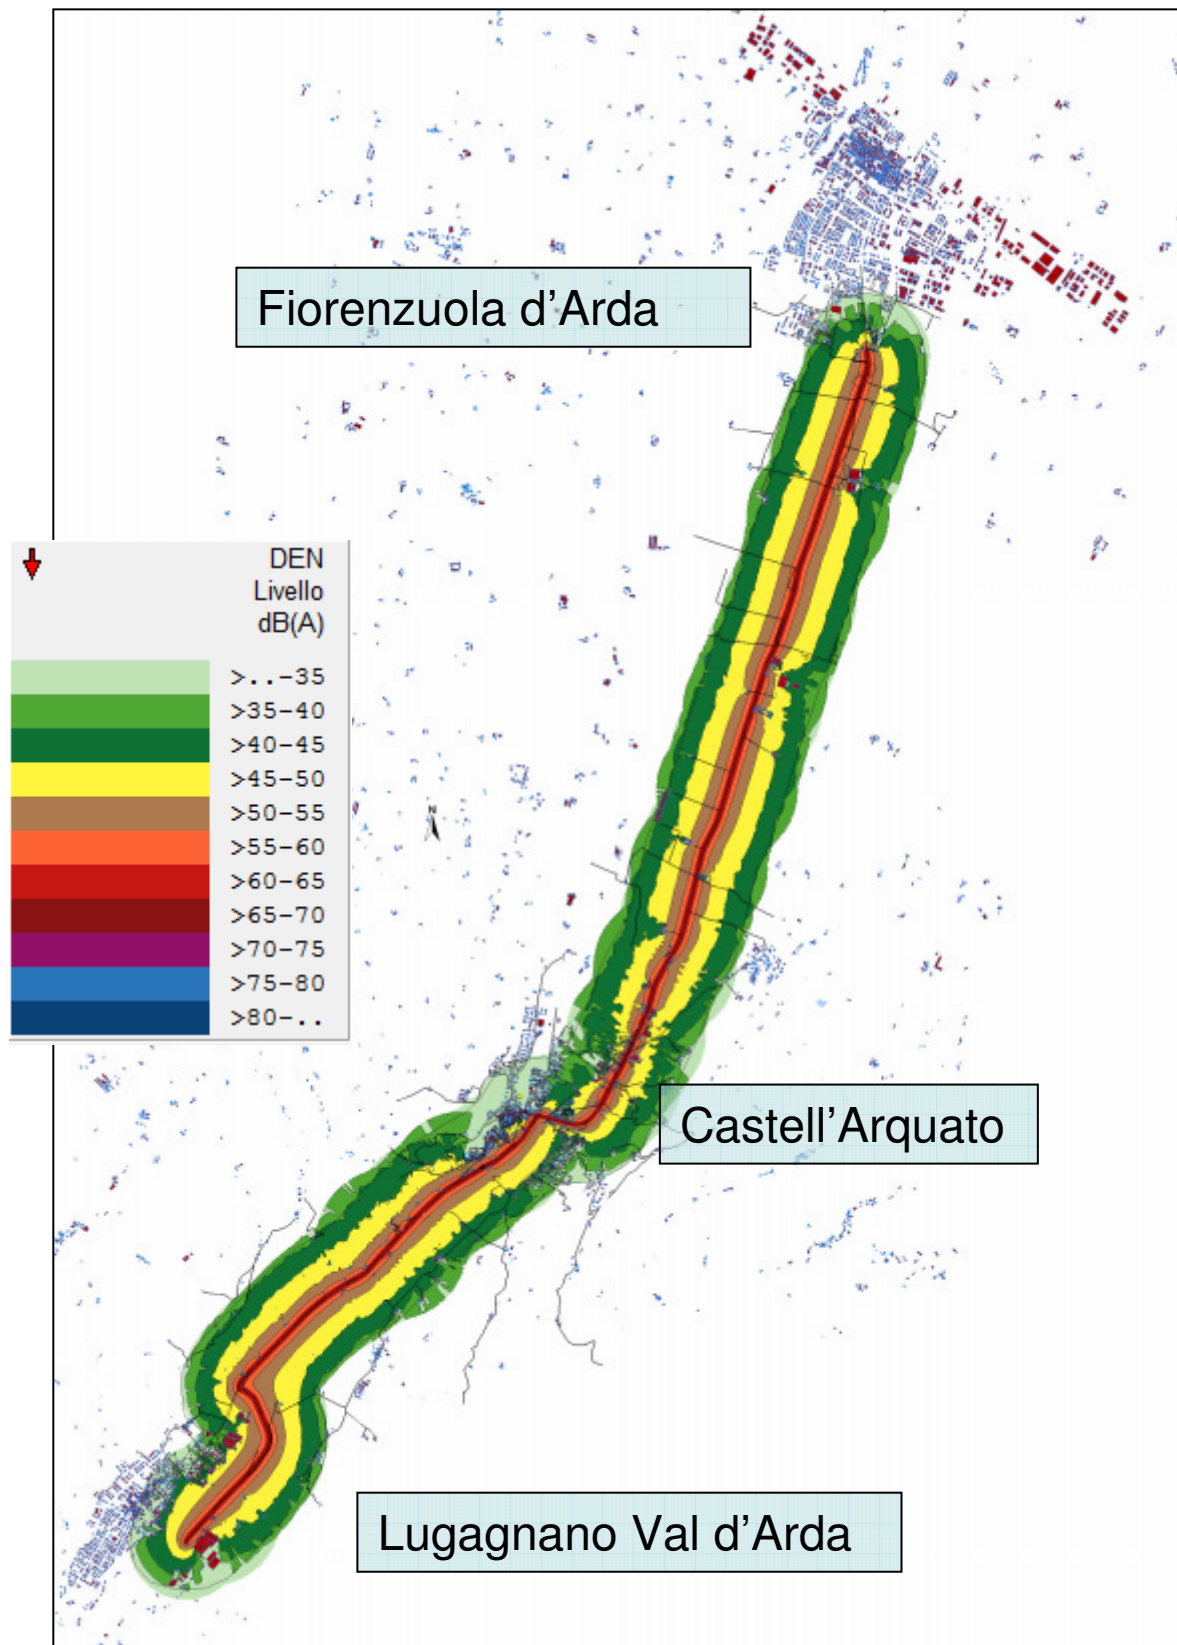 Fiorenzuola d'Arda
DEN
Livello
dB(A)
>..-35
>35-40
>40-45
>45-50
>50-55
>55-60
>60-65
>65-70
>70-75
>75-80
>80-..
N
Castell'Arquato
Lugagnano Val d'Arda